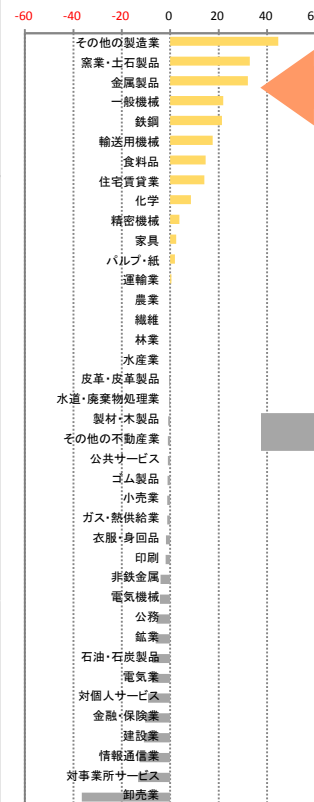 -60 -40 -20 0 20 40
その他の製造業
窯業・土石製品
金属製品
一般機械
鉄鋼
輸送用機械
食料品
住宅賃貸業
化学
精密機械
家具
パルプ・紙
運輸業
農業
繊維
林業
水産業
皮革・皮革製品
水道・廃棄物処理業
製材・木製品
その他の不動産業
公共サービス
ゴム製品
小売業
ガス・熱供給業
衣服・身回品
印刷
非鉄金属
電気機械
公務
鉱業
石油・石炭製品
電気業
対個人サービス
金融・保険業
建設業
情報通信業
対事業所サービス
卸売業